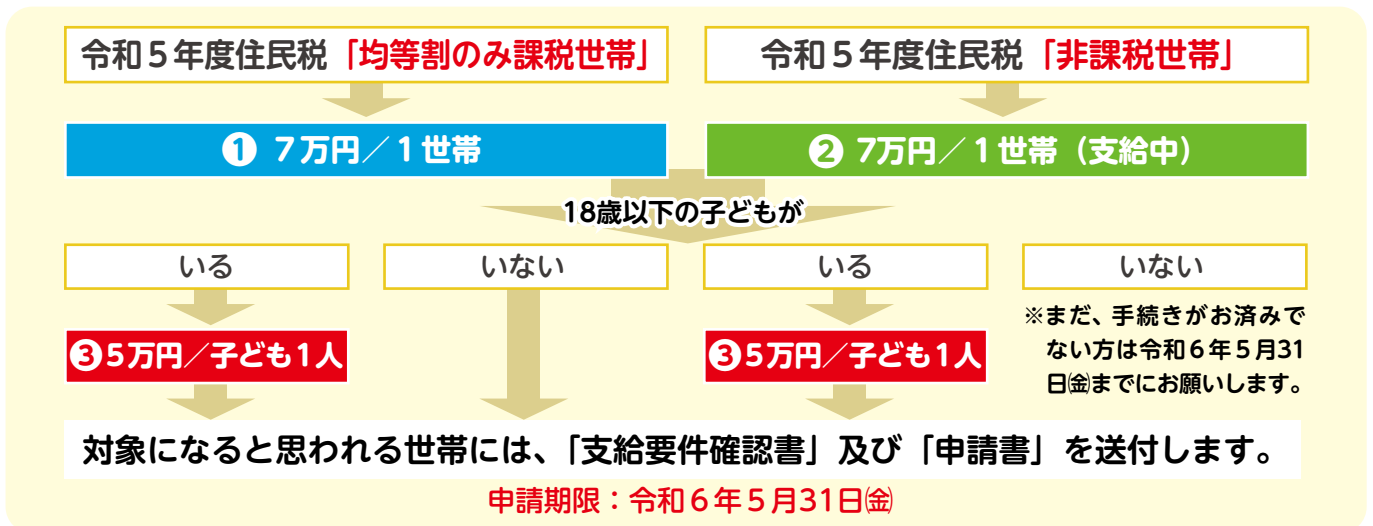 令和５年度住民税「均等割のみ課税世帯」
令和５年度住民税「非課税世帯」
❶ ７万円／１世帯
❷ 7万円／１世帯（支給中）
18歳以下の子どもが
いる
いない
いる
いない
❸５万円／子ども１人
❸５万円／子ども１人
※まだ、手続きがお済みで
ない方は令和６年５月31
日㈮までにお願いします。
対象になると思われる世帯には、「支給要件確認書」及び「申請書」を送付します。
申請期限：令和６年５月31日㈮